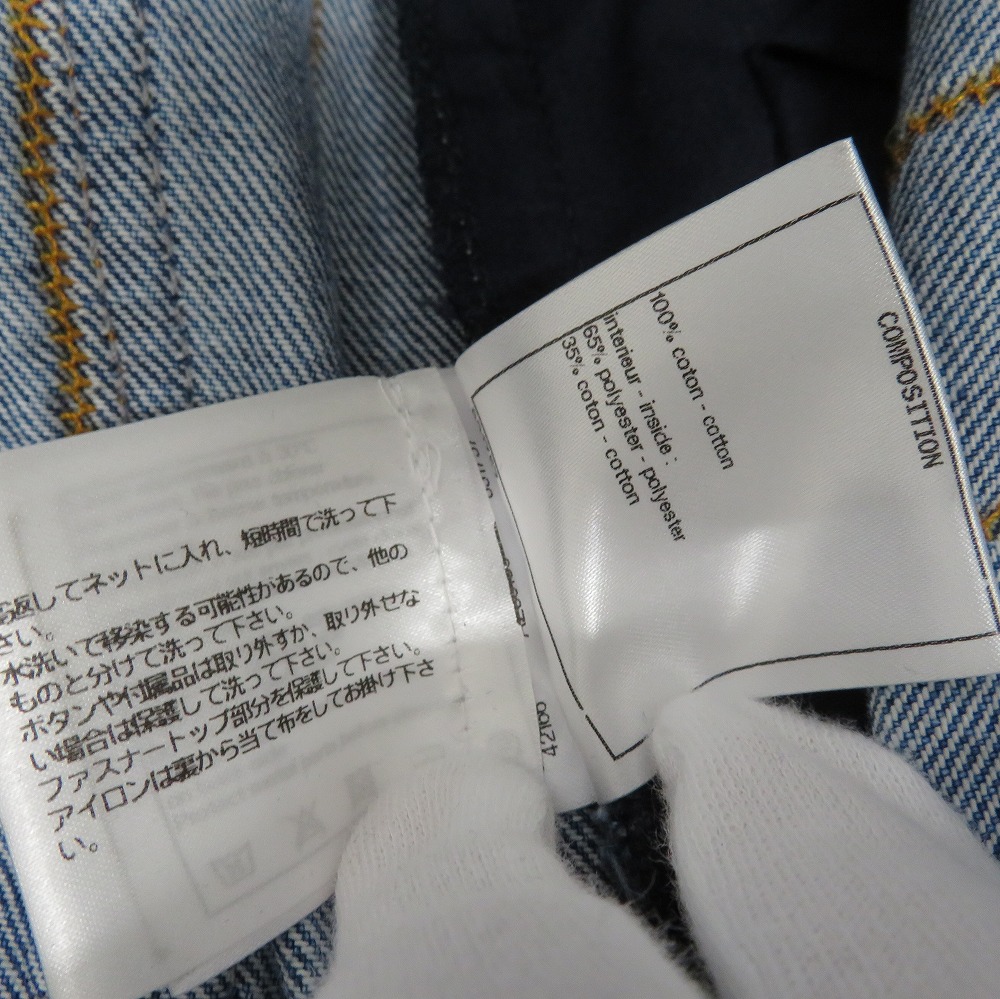 COMPOSITION
100% coton - cotton
interieur - inside :
65% polyester - polyester
35% coton - cotton
ら返してネットに入れ、短時間で洗って下
さい。
水洗いで移染する可能性があるので、他の
ものと分けて洗って下さい。
ボタンや付属品は取り外すか、取り外せな
い場合は保護して洗って下さい。
ファスナートップ部分を保護して下さい。
アイロンは裏から当て布をしてお掛け下さ
い。